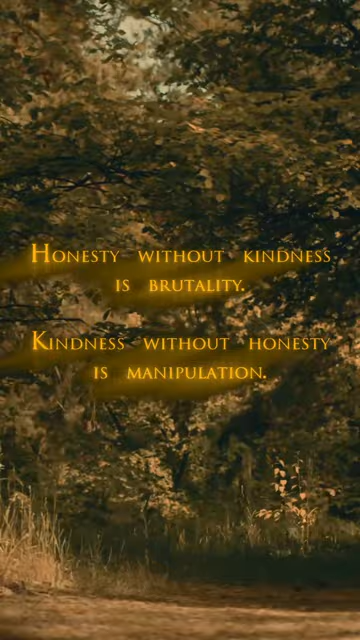 Honesty without kindness
is brutality.
Kindness without honesty
is manipulation.